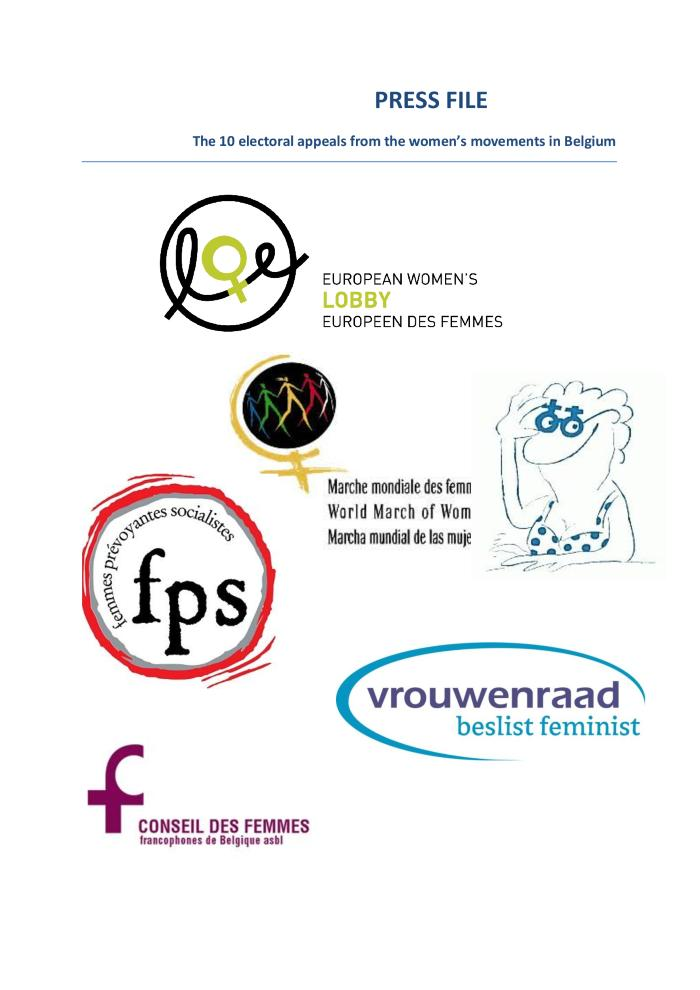 PRESS FILE
The 10 electoral appeals from the women's movements in Belgium
loe
EUROPEAN WOMEN'S
LOBBY
EUROPEEN DES FEMMES
Marche mondiale des femm
World March of Wom
Marcha mundial de las muje
femmes prévoyantes socialistes
fps
vrouwenraad
beslist feminist
CONSEIL DES FEMMES
francophones de Belgique asbl